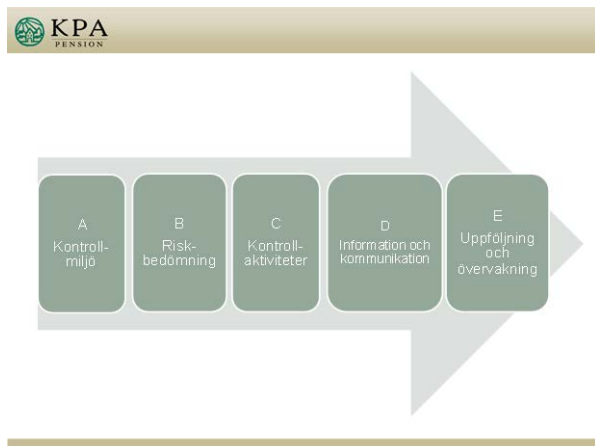 KPA
PENSION
A
Kontroll-
miljö
B
Risk-
bedömning
C
Kontroll-
aktiviteter
D
Information och
kommunikation
E
Uppföljning
och
övervakning